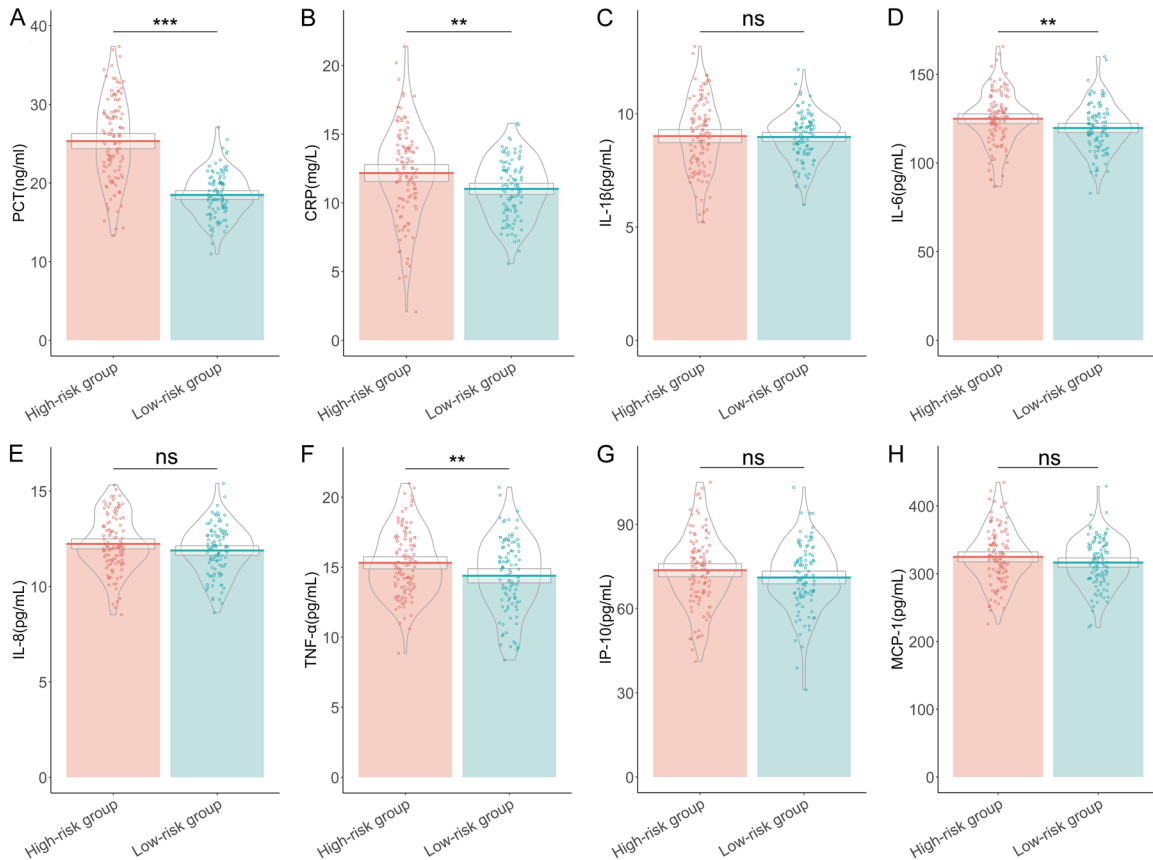 A
PCT(ng/ml)
40
30
20
10
0
***
High-risk group
Low-risk group
B
CRP(mg/L)
20
15
10
5
0
**
High-risk group
Low-risk group
C
IL-1β(pg/mL)
10
5
0
ns
High-risk group
Low-risk group
D
IL-6(pg/mL)
150
100
50
0
**
High-risk group
Low-risk group
E
IL-8(pg/mL)
15
10
5
0
ns
High-risk group
Low-risk group
F
TNF-α(pg/mL)
20
15
10
5
0
**
High-risk group
Low-risk group
G
IP-10(pg/mL)
90
60
30
0
ns
High-risk group
Low-risk group
H
MCP-1(pg/mL)
400
300
200
100
0
ns
High-risk group
Low-risk group